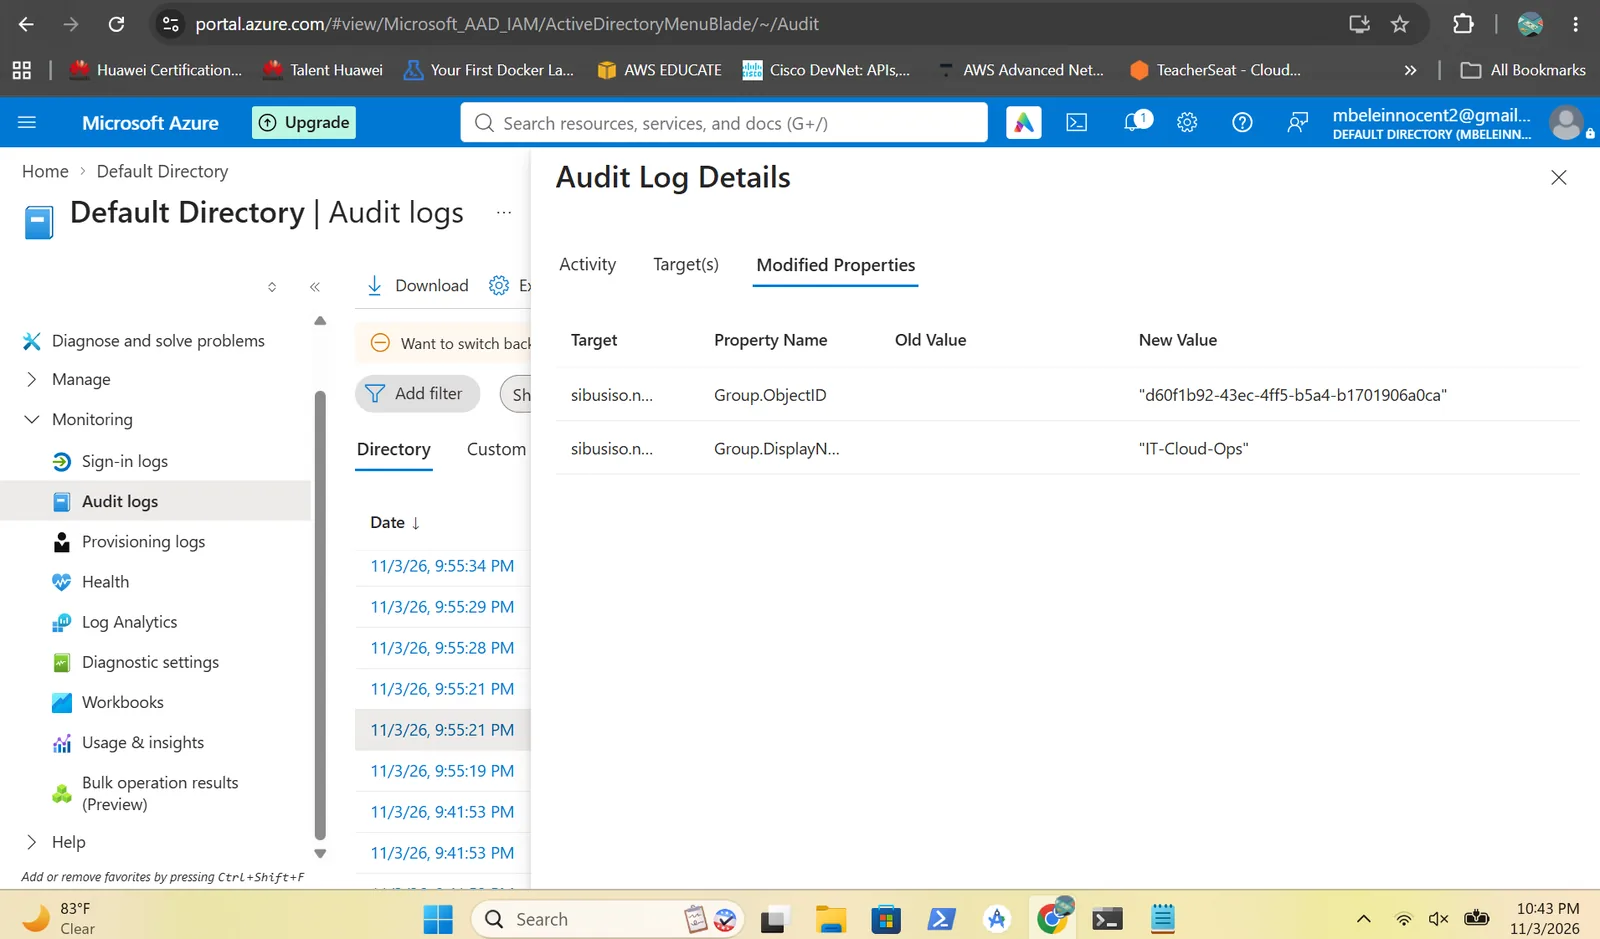 portal.azure.com/#view/Microsoft_AAD_IAM/ActiveDirectoryMenuBlade/~/Audit
Huawei Certification...
Talent Huawei
Your First Docker La...
AWS EDUCATE
Cisco DevNet: APIs,...
AWS Advanced Net...
TeacherSeat - Cloud...
»
All Bookmarks
Microsoft Azure
Upgrade
Search resources, services, and docs (G+/)
1
mbeleinnocent2@gmail...
DEFAULT DIRECTORY (MBELEINN...
Home > Default Directory
Default Directory | Audit logs
...
Diagnose and solve problems
Manage
Monitoring
Sign-in logs
Audit logs
Provisioning logs
Health
Log Analytics
Diagnostic settings
Workbooks
Usage & insights
Bulk operation results
(Preview)
Help
Add or remove favorites by pressing Ctrl+Shift+F
Download
Want to switch back
Add filter
Directory
Custom
Date ↓
11/3/26, 9:55:34 PM
11/3/26, 9:55:29 PM
11/3/26, 9:55:28 PM
11/3/26, 9:55:21 PM
11/3/26, 9:55:21 PM
11/3/26, 9:55:19 PM
11/3/26, 9:41:53 PM
11/3/26, 9:41:53 PM
Audit Log Details
Activity
Target(s)
Modified Properties
Target Property Name Old Value New Value
sibusiso.n... Group.ObjectID "d60f1b92-43ec-4ff5-b5a4-b1701906a0ca"
sibusiso.n... Group.DisplayN... "IT-Cloud-Ops"
83°F
Clear
Search
10:43 PM
11/3/2026